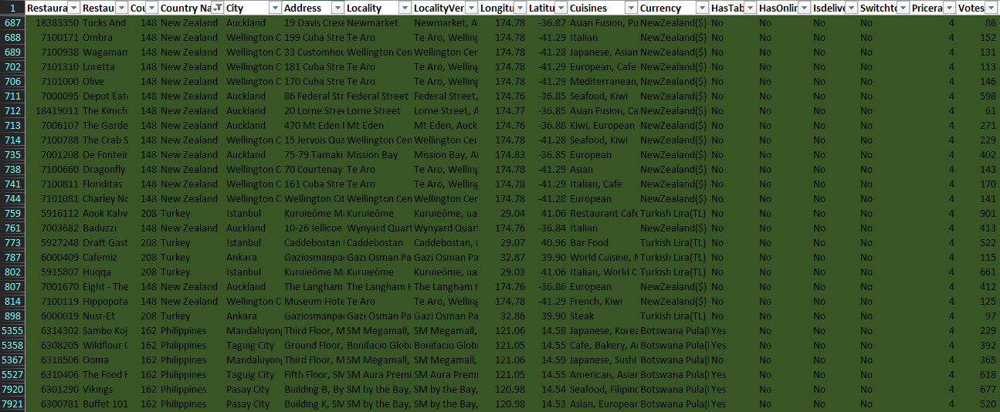 1 Restaura Restau Cou Country Na City Address Locality LocalityVer Longitu Latitu Cuisines Currency HasTab HasOnlin Isdelive Switchto Pricera Votes
687 18383350 Tucks And 148 New Zealand Auckland 19 Davis Cresc Newmarket Newmarket, A 174.78 -36.87 Asian Fusion, Pu NewZealand($) No No No No 4 86
688 7100171 Ombra 148 New Zealand Wellington C 199 Cuba Stre Te Aro Te Aro, Welling 174.78 -41.29 Italian NewZealand($) No No No No 4 152
689 7100938 Wagamam 148 New Zealand Wellington C 33 Customhou Wellington Cen Wellington Cen 174.78 -41.28 Japanese, Asian NewZealand($) No No No No 4 131
702 7101310 Loretta 148 New Zealand Wellington C 181 Cuba Stre Te Aro Te Aro, Welling 174.78 -41.29 European, Cafe NewZealand($) No No No No 4 113
706 7101000 Olive 148 New Zealand Wellington C 170 Cuba Stre Te Aro Te Aro, Welling 174.78 -41.29 Mediterranean, NewZealand($) No No No No 4 146
711 7000095 Depot Eate 148 New Zealand Auckland 86 Federal Str Federal Street Federal Street, 174.76 -36.85 Seafood, Kiwi NewZealand($) No No No No 4 598
712 18419011 The Kimch 148 New Zealand Auckland 20 Lorne Stree Lorne Street Lorne Street, A 174.77 -36.85 Asian Fusion, Ca NewZealand($) No No No No 4 61
713 7006107 The Garde 148 New Zealand Auckland 470 Mt Eden Mt Eden Mt Eden, Auck 174.76 -36.88 Kiwi, European NewZealand($) No No No No 4 271
714 7100788 The Crab S 148 New Zealand Wellington C 15 Jervois Qua Wellington Cen Wellington Cen 174.78 -41.28 Seafood, Kiwi NewZealand($) No No No No 4 229
735 7001208 De Fontein 148 New Zealand Auckland 75-79 Tamaki Mission Bay Mission Bay, Au 174.83 -36.85 European NewZealand($) No No No No 4 402
738 7100660 Dragonfly 148 New Zealand Wellington C 70 Courtenay Te Aro Te Aro, Welling 174.78 -41.29 Asian NewZealand($) No No No No 4 143
741 7100811 Floriditas 148 New Zealand Wellington C 161 Cuba Stre Te Aro Te Aro, Welling 174.78 -41.29 Italian, Cafe NewZealand($) No No No No 4 170
744 7101081 Charley No 148 New Zealand Wellington C Wellington Cit Wellington Cen Wellington Cen 174.78 -41.28 European NewZealand($) No No No No 4 141
759 5916112 Aook Kahv 208 Turkey Istanbul Kuruieôme Ma Kuruieôme Kuruieôme, ua 29.04 41.06 Restaurant Cafe Turkish Lira(TL) No No No No 4 901
761 7003682 Baduzzi 148 New Zealand Auckland 10-26 Jellicoe Wynyard Quart Wynyard Quart 174.76 -36.84 Italian NewZealand($) No No No No 4 413
773 5927248 Draft Gast 208 Turkey Istanbul Caddebostan Caddebostan Caddebostan, u 29.07 40.96 Bar Food Turkish Lira(TL) No No No No 4 522
787 6000409 Cafemiz 208 Turkey Ankara Gaziosmanpa Gazi Osman Pa Gazi Osman Pa 32.87 39.90 World Cuisine, M Turkish Lira(TL) No No No No 4 115
802 5915807 Huqqa 208 Turkey Istanbul Kuruieôme Ma Kuruieôme Kuruieôme, ua 29.03 41.06 Italian, World C Turkish Lira(TL) No No No No 4 661
807 7001670 Eight - The 148 New Zealand Auckland The Langham The Langham H The Langham H 174.76 -36.86 European NewZealand($) No No No No 4 412
814 7100119 Hippopota 148 New Zealand Wellington C Museum Hote Te Aro Te Aro, Welling 174.78 -41.29 French, Kiwi NewZealand($) No No No No 4 125
898 6000019 Nusr-Et 208 Turkey Ankara Gaziosmanpa Gazi Osman Pa Gazi Osman Pa 32.86 39.90 Steak Turkish Lira(TL) No No No No 4 97
5355 6314302 Sambo Koj 162 Philippines Mandaluyong Third Floor, M SM Megamall, SM Megamall, 121.06 14.58 Japanese, Korea Botswana Pula( Yes No No No 4 229
5358 6308205 Wildflour C 162 Philippines Taguig City Ground Floor, Bonifacio Globa Bonifacio Globa 121.05 14.55 Cafe, Bakery, Am Botswana Pula( Yes No No No 4 392
5367 6318506 Ooma 162 Philippines Mandaluyong Third Floor, M SM Megamall, SM Megamall, 121.06 14.59 Japanese, Sushi Botswana Pula( No No No No 4 365
5527 6310406 The Food H 162 Philippines Taguig City Fifth Floor, SM SM Aura Premi SM Aura Premi 121.05 14.55 American, Asian Botswana Pula( Yes No No No 4 618
7920 6301290 Vikings 162 Philippines Pasay City Building B, By SM by the Bay, SM by the Bay, 120.98 14.54 Seafood, Filipino Botswana Pula( Yes No No No 4 677
7921 6300781 Buffet 101 162 Philippines Pasay City Building K, SM SM by the Bay, SM by the Bay, 120.98 14.53 Asian, European Botswana Pula( Yes No No No 4 520